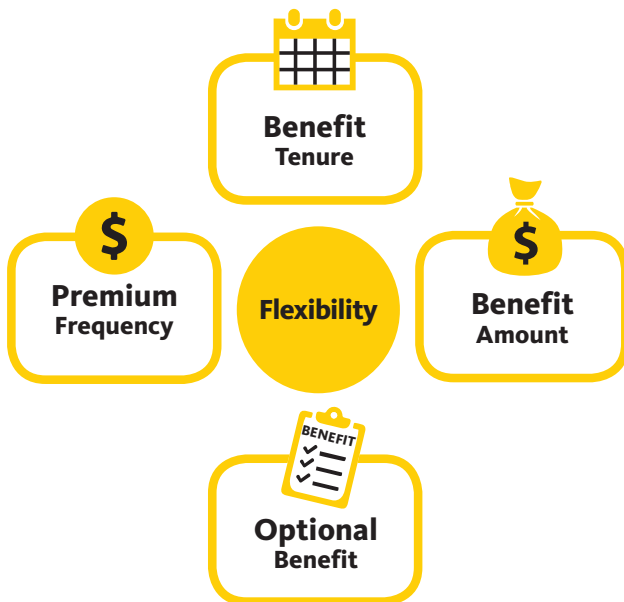 Benefit
Tenure
$
Premium
Frequency
Flexibility
$
Benefit
Amount
BENEFIT
Optional
Benefit